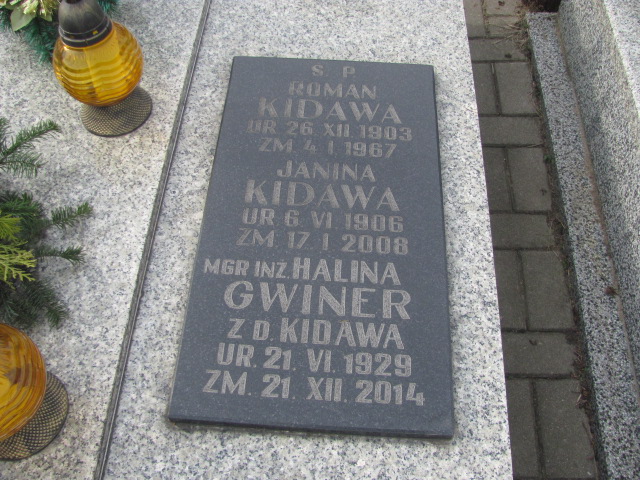 Ś P
ROMAN
KIDAWA
UR 26 XII 1903
ZM. 4 I 1967
JANINA
KIDAWA
UR 6 VI 1906
ZM. 17. I 2008
MGR INŻ. HALINA
GWINER
Z D. KIDAWA
UR. 21. VI. 1929
ZM. 21. XII. 2014